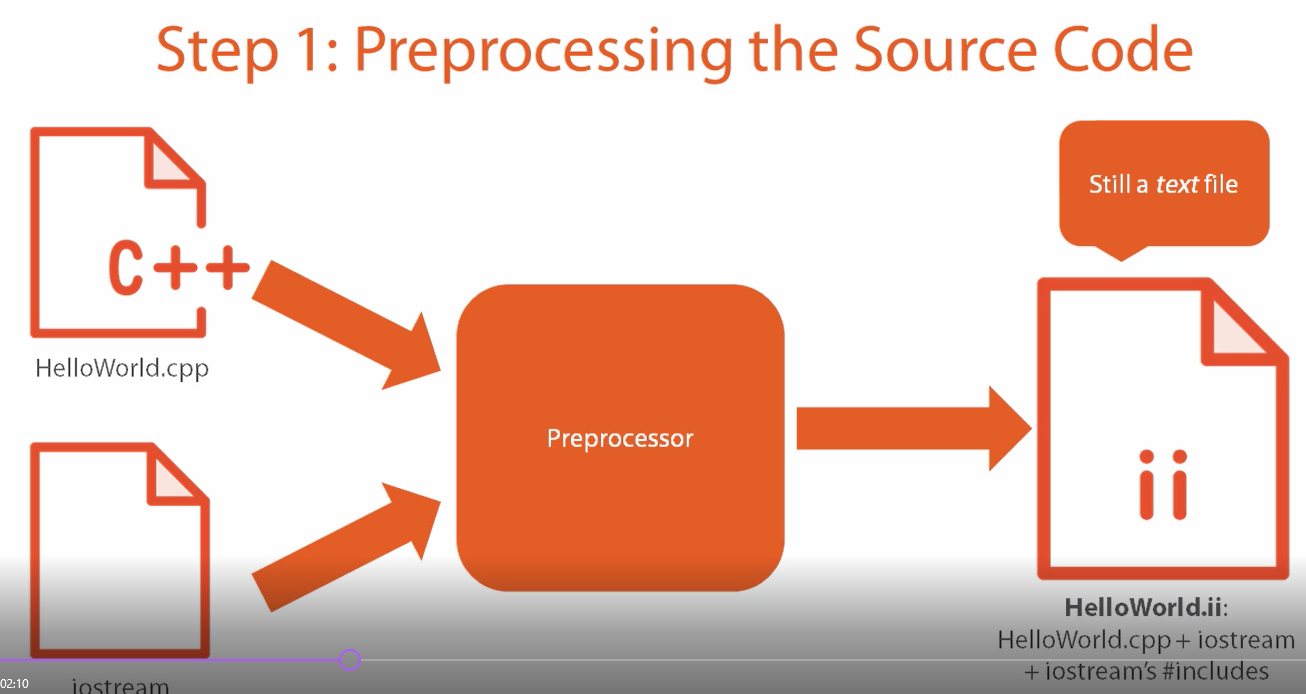 Step 1: Preprocessing the Source Code
Still a text file
C++
HelloWorld.cpp
Preprocessor
ii
HelloWorld.ii:
HelloWorld.cpp + iostream
+ iostream's #includes
iostream
02:10